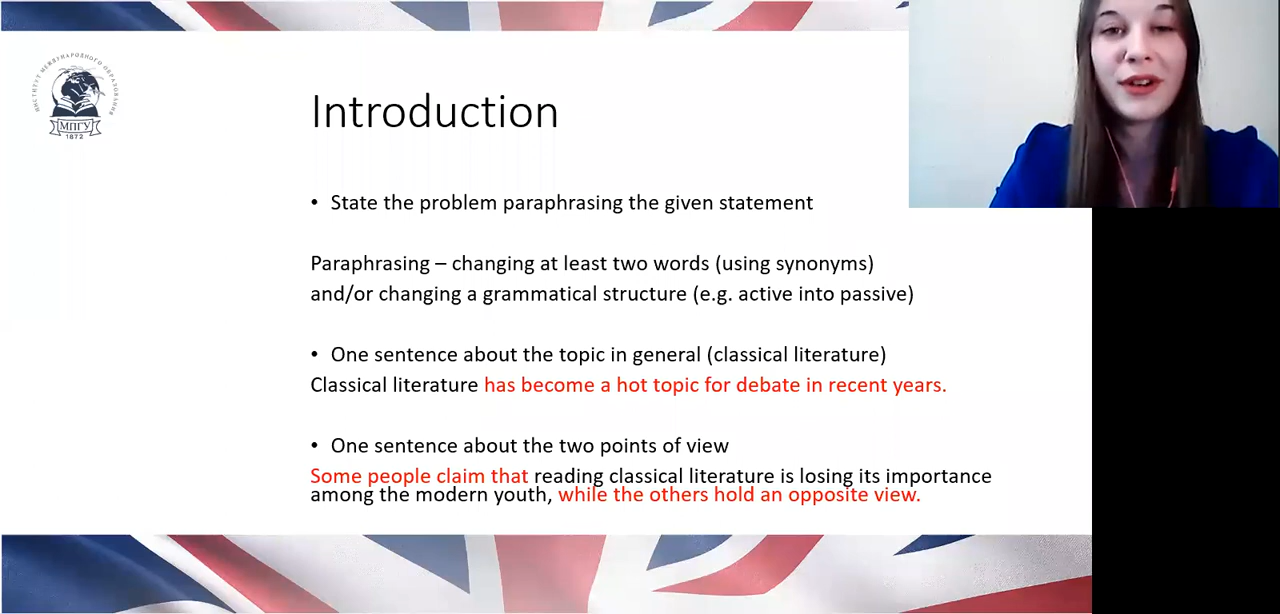 ИНСТИТУТ МЕЖДУНАРОДНОГО ОБРАЗОВАНИЯ
МПГУ
1872
Introduction
• State the problem paraphrasing the given statement
Paraphrasing – changing at least two words (using synonyms)
and/or changing a grammatical structure (e.g. active into passive)
• One sentence about the topic in general (classical literature)
Classical literature has become a hot topic for debate in recent years.
• One sentence about the two points of view
Some people claim that reading classical literature is losing its importance
among the modern youth, while the others hold an opposite view.